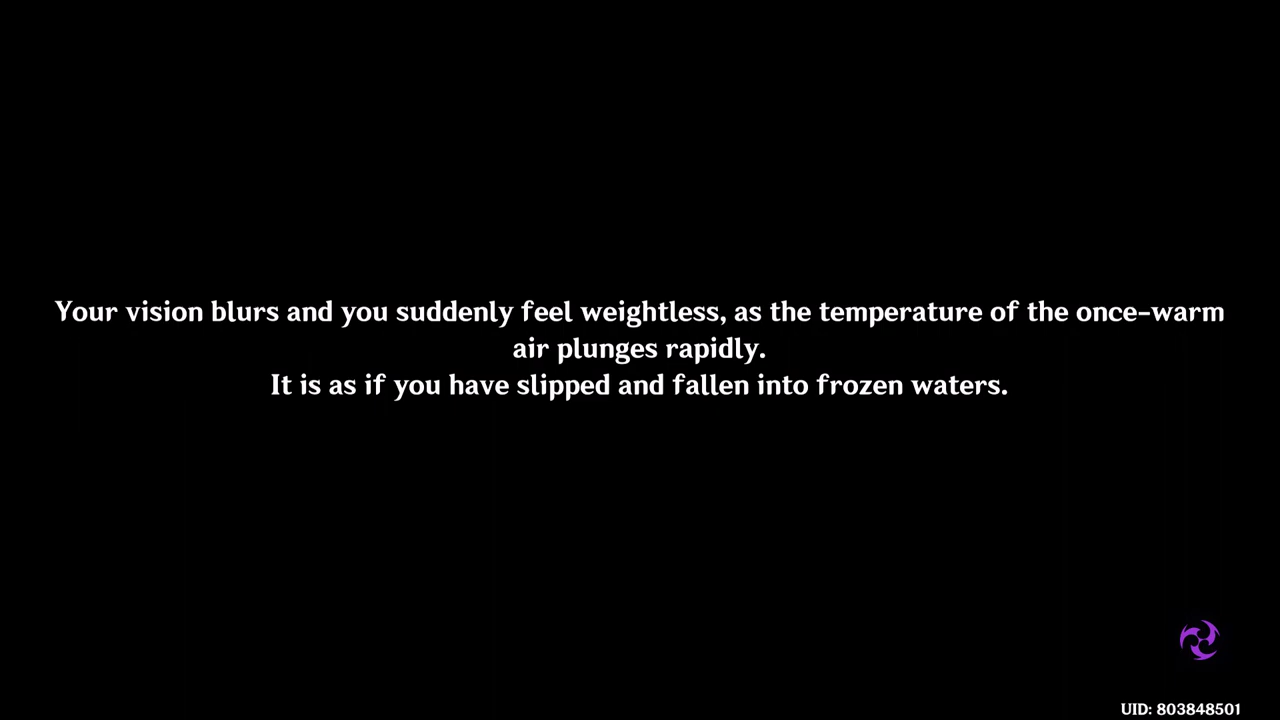 Your vision blurs and you suddenly feel weightless, as the temperature of the once-warm
air plunges rapidly.
It is as if you have slipped and fallen into frozen waters.
UID: 803848501